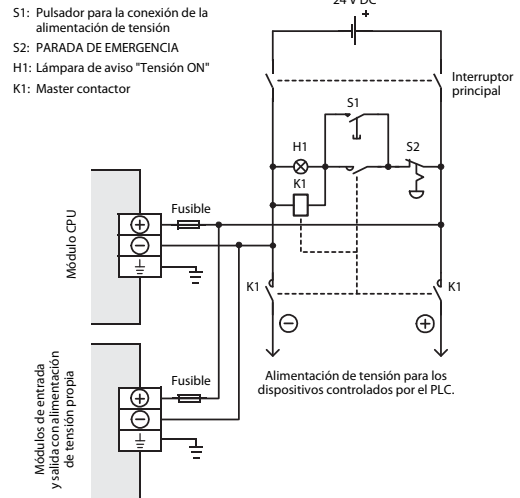 S1: Pulsador para la conexión de la
alimentación de tensión
S2: PARADA DE EMERGENCIA
H1: Lámpara de aviso "Tensión ON"
K1: Master contactor
24 V DC
+
Interruptor
principal
S1
H1
S2
K1
Módulo CPU
Fusible
K1
K1
Alimentación de tensión para los
dispositivos controlados por el PLC.
Módulos de entrada
y salida con alimentación
de tensión propia
Fusible